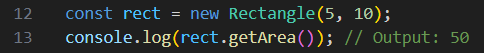 12 const rect = new Rectangle(5, 10);
13 console.log(rect.getArea()); // Output: 50